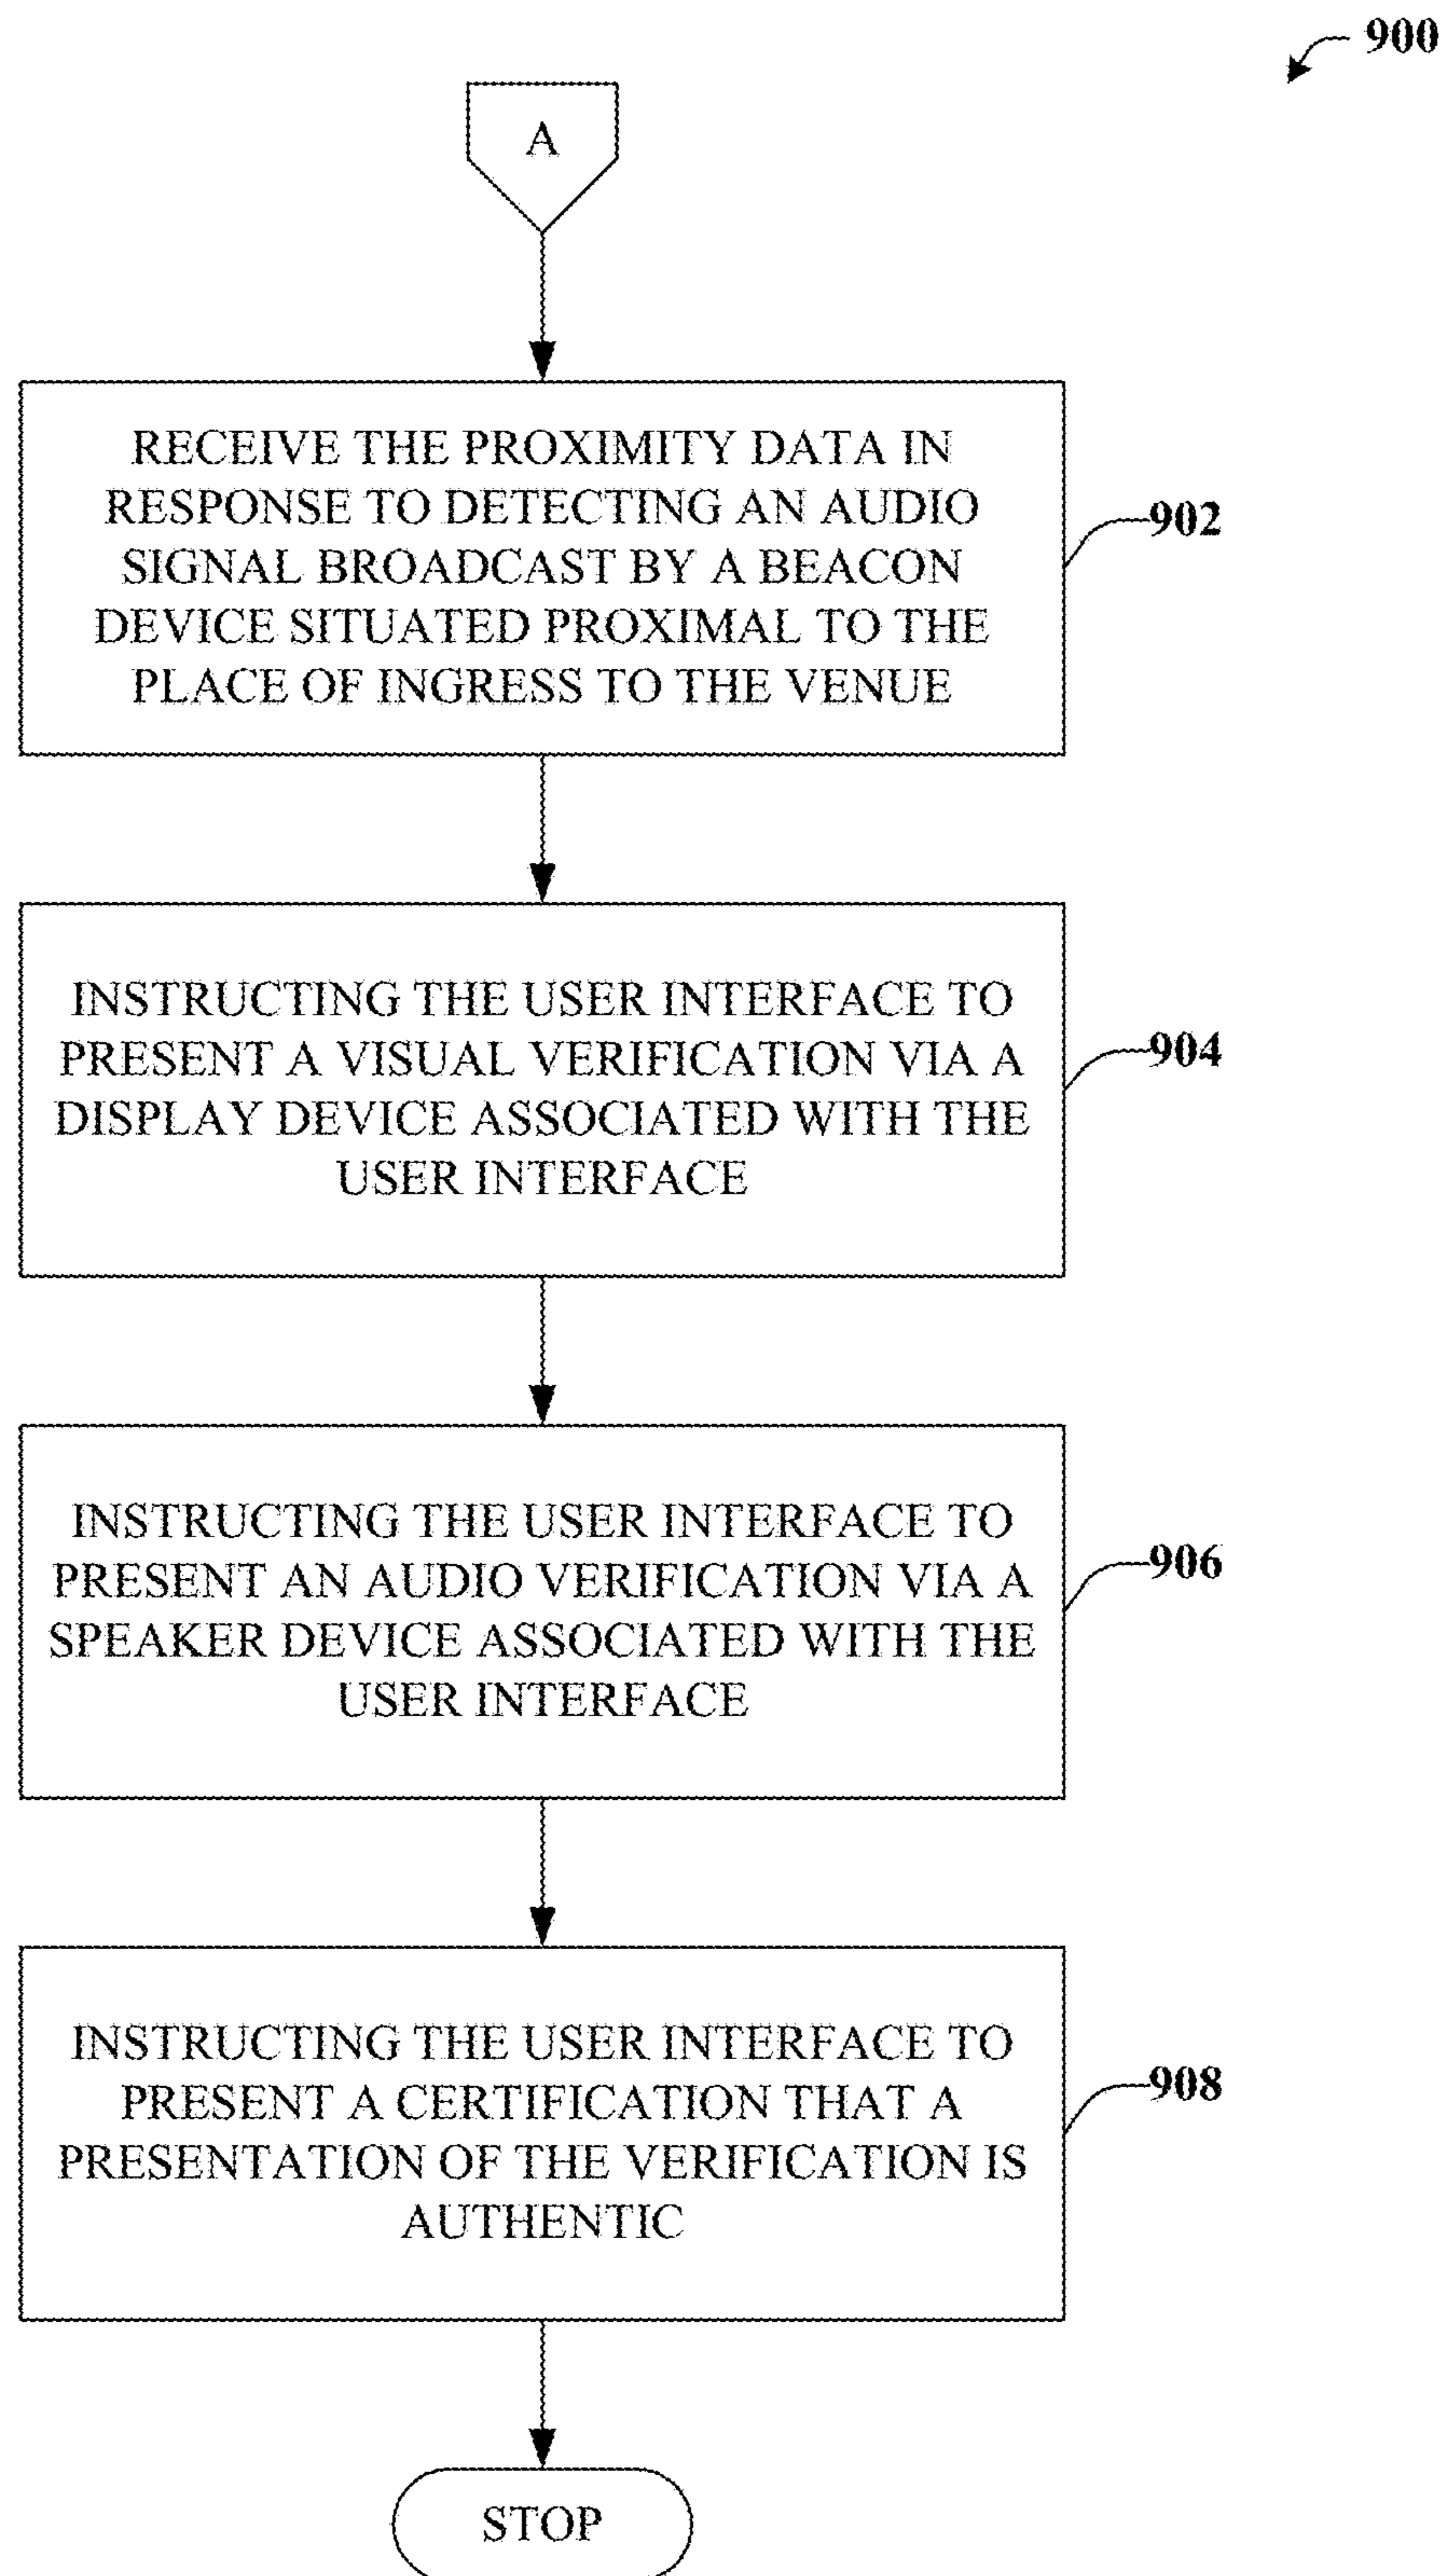 900
A
RECEIVE THE PROXIMITY DATA IN
RESPONSE TO DETECTING AN AUDIO
SIGNAL BROADCAST BY A BEACON
DEVICE SITUATED PROXIMAL TO THE
PLACE OF INGRESS TO THE VENUE
902
INSTRUCTING THE USER INTERFACE TO
PRESENT A VISUAL VERIFICATION VIA A
DISPLAY DEVICE ASSOCIATED WITH THE
USER INTERFACE
904
INSTRUCTING THE USER INTERFACE TO
PRESENT AN AUDIO VERIFICATION VIA A
SPEAKER DEVICE ASSOCIATED WITH THE
USER INTERFACE
906
INSTRUCTING THE USER INTERFACE TO
PRESENT A CERTIFICATION THAT A
PRESENTATION OF THE VERIFICATION IS
AUTHENTIC
908
STOP